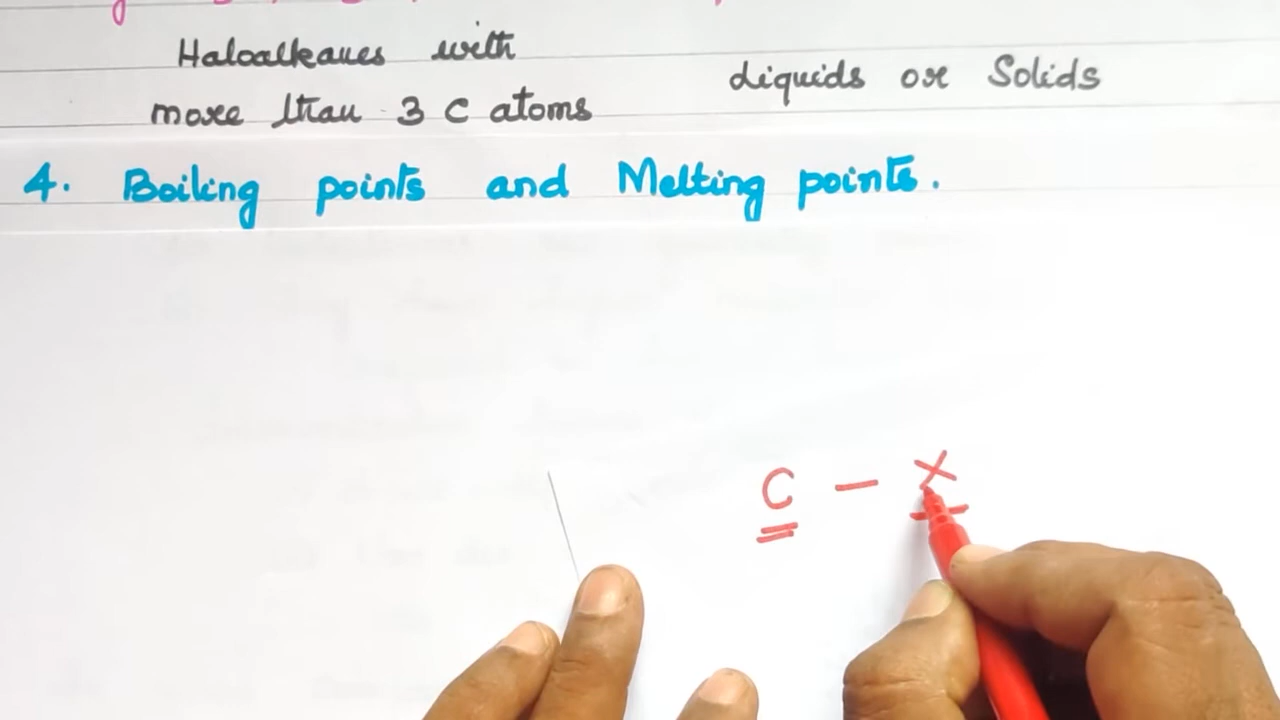 Haloalkanes with
more than 3 C atoms
Liquids or Solids
4. Boiling points and Melting points.
C - X